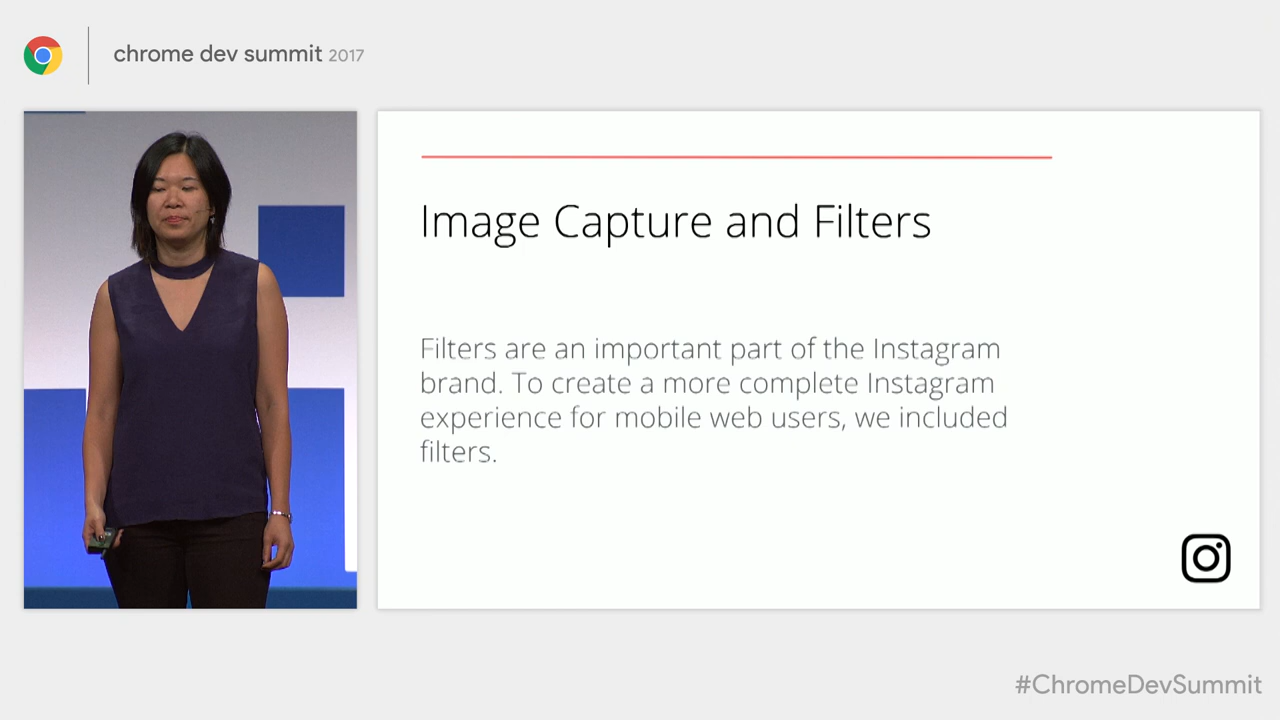 chrome dev summit 2017
Image Capture and Filters
Filters are an important part of the Instagram
brand. To create a more complete Instagram
experience for mobile web users, we included
filters.
#ChromeDevSummit